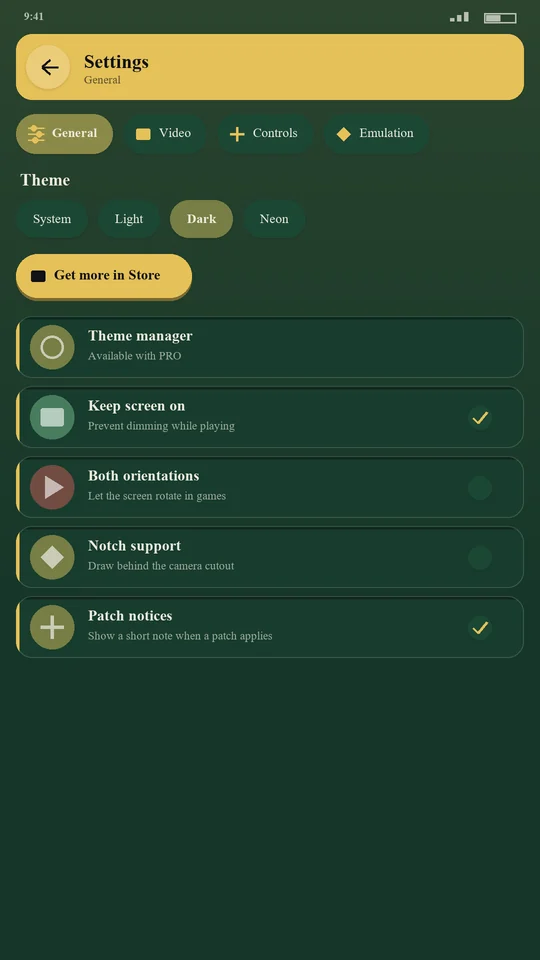 9:41
Settings
General
General
Video
Controls
Emulation
Theme
System
Light
Dark
Neon
Get more in Store
Theme manager
Available with PRO
Keep screen on
Prevent dimming while playing
Both orientations
Let the screen rotate in games
Notch support
Draw behind the camera cutout
Patch notices
Show a short note when a patch applies